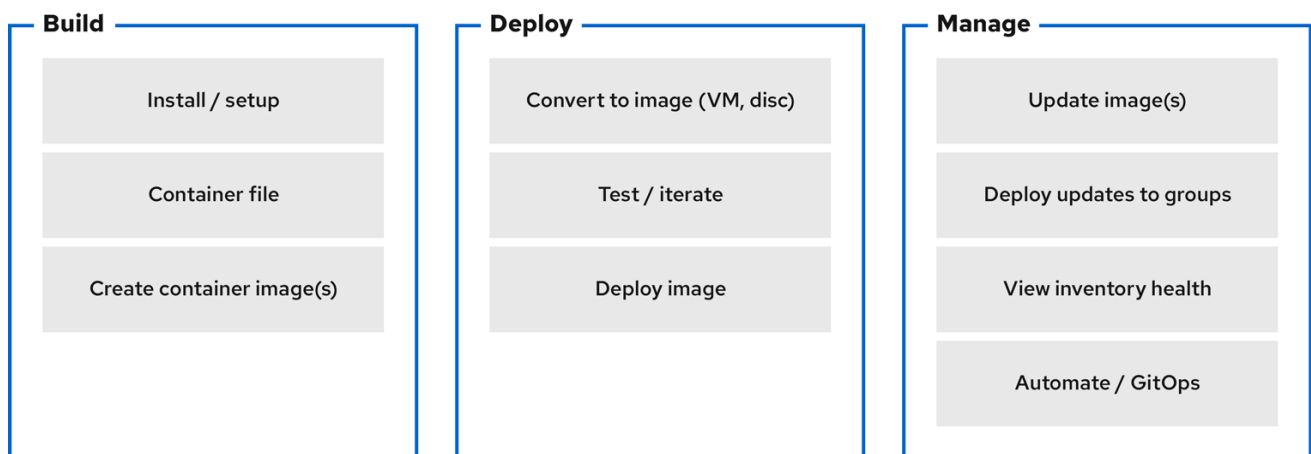 Build
Install / setup
Container file
Create container image(s)
Deploy
Convert to image (VM, disc)
Test / iterate
Deploy image
Manage
Update image(s)
Deploy updates to groups
View inventory health
Automate / GitOps